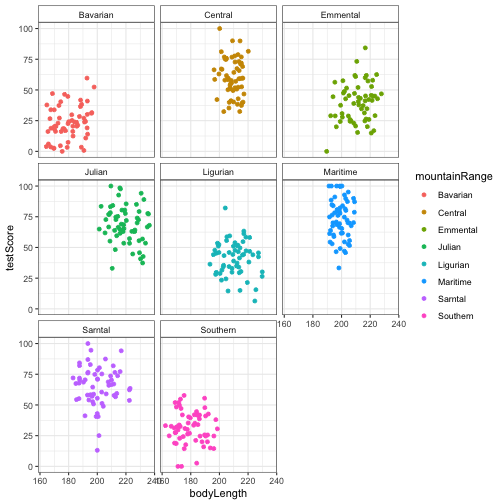 Bavarian Central Emmental
100
75
50
25
0
Julian Ligurian Maritime mountainRange
100
75
50
25
0
Bavarian
Central
Emmental
Julian
Ligurian
Maritime
Sarntal
Southern
160 180 200 220 240
Sarntal Southern
100
75
50
25
0
160 180 200 220 240 160 180 200 220 240
testScore
bodyLength